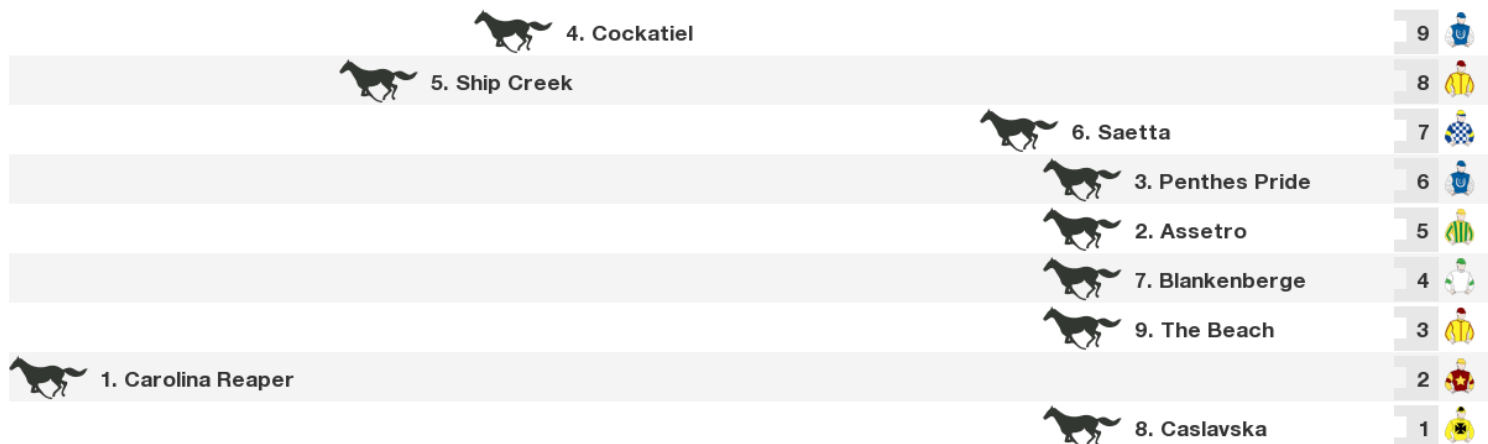 4. Cockatiel 9
5. Ship Creek 8
6. Saetta 7
3. Penthes Pride 6
2. Assetro 5
7. Blankenberge 4
9. The Beach 3
1. Carolina Reaper 2
8. Caslavska 1